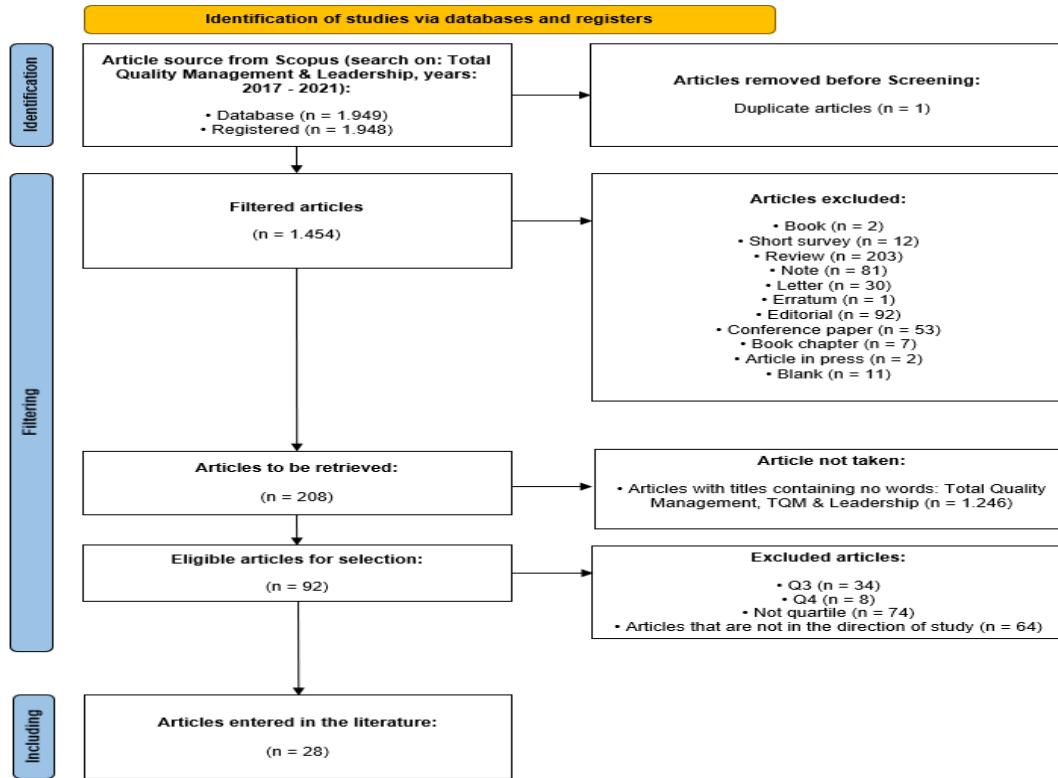 Identification of studies via databases and registers
Identification
Article source from Scopus (search on: Total
Quality Management & Leadership, years:
2017 - 2021):
• Database (n = 1.949)
• Registered (n = 1.948)
Articles removed before Screening:
Duplicate articles (n = 1)
Filtering
Filtered articles
(n = 1.454)
Articles excluded:
• Book (n = 2)
• Short survey (n = 12)
• Review (n = 203)
• Note (n = 81)
• Letter (n = 30)
• Erratum (n = 1)
• Editorial (n = 92)
• Conference paper (n = 53)
• Book chapter (n = 7)
• Article in press (n = 2)
• Blank (n = 11)
Articles to be retrieved:
(n = 208)
Article not taken:
• Articles with titles containing no words: Total Quality
Management, TQM & Leadership (n = 1.246)
Eligible articles for selection:
(n = 92)
Excluded articles:
• Q3 (n = 34)
• Q4 (n = 8)
• Not quartile (n = 74)
• Articles that are not in the direction of study (n = 64)
Including
Articles entered in the literature:
(n = 28)